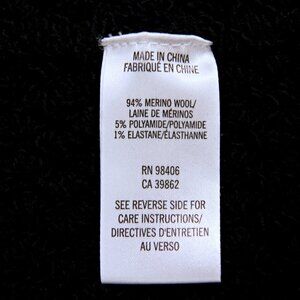 MADE IN CHINA
FABRIQUÉ EN CHINE
94% MERINO WOOL/
LAINE DE MÉRINOS
5% POLYAMIDE/POLYAMIDE
1% ELASTANE/ÉLASTHANNE
RN 98406
CA 39862
SEE REVERSE SIDE FOR
CARE INSTRUCTIONS/
DIRECTIVES D'ENTRETIEN
AU VERSO